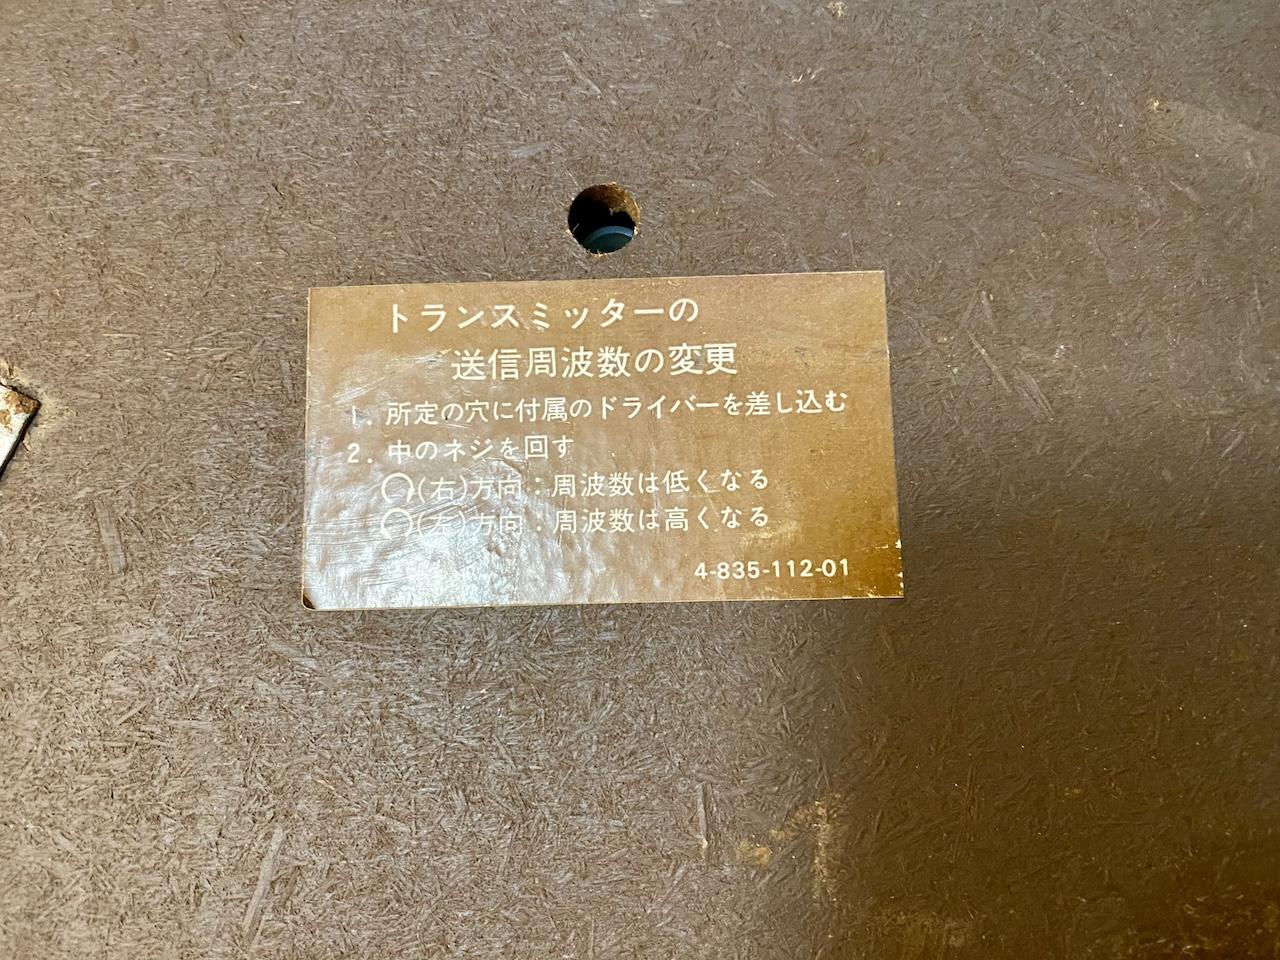 トランスミッターの
送信周波数の変更
1. 所定の穴に付属のドライバーを差し込む
2. 中のネジを回す
(右)方向：周波数は低くなる
(左)方向：周波数は高くなる
4-835-112-01